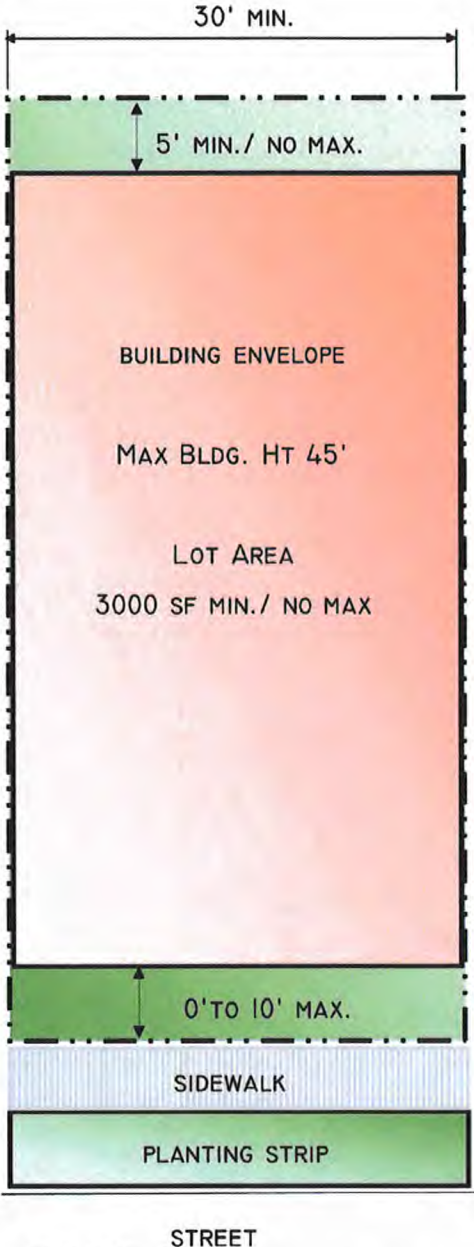 30' MIN.
5' MIN./ NO MAX.
BUILDING ENVELOPE
MAX BLDG. HT 45'
LOT AREA
3000 SF MIN./ NO MAX
0'TO 10' MAX.
SIDEWALK
PLANTING STRIP
STREET